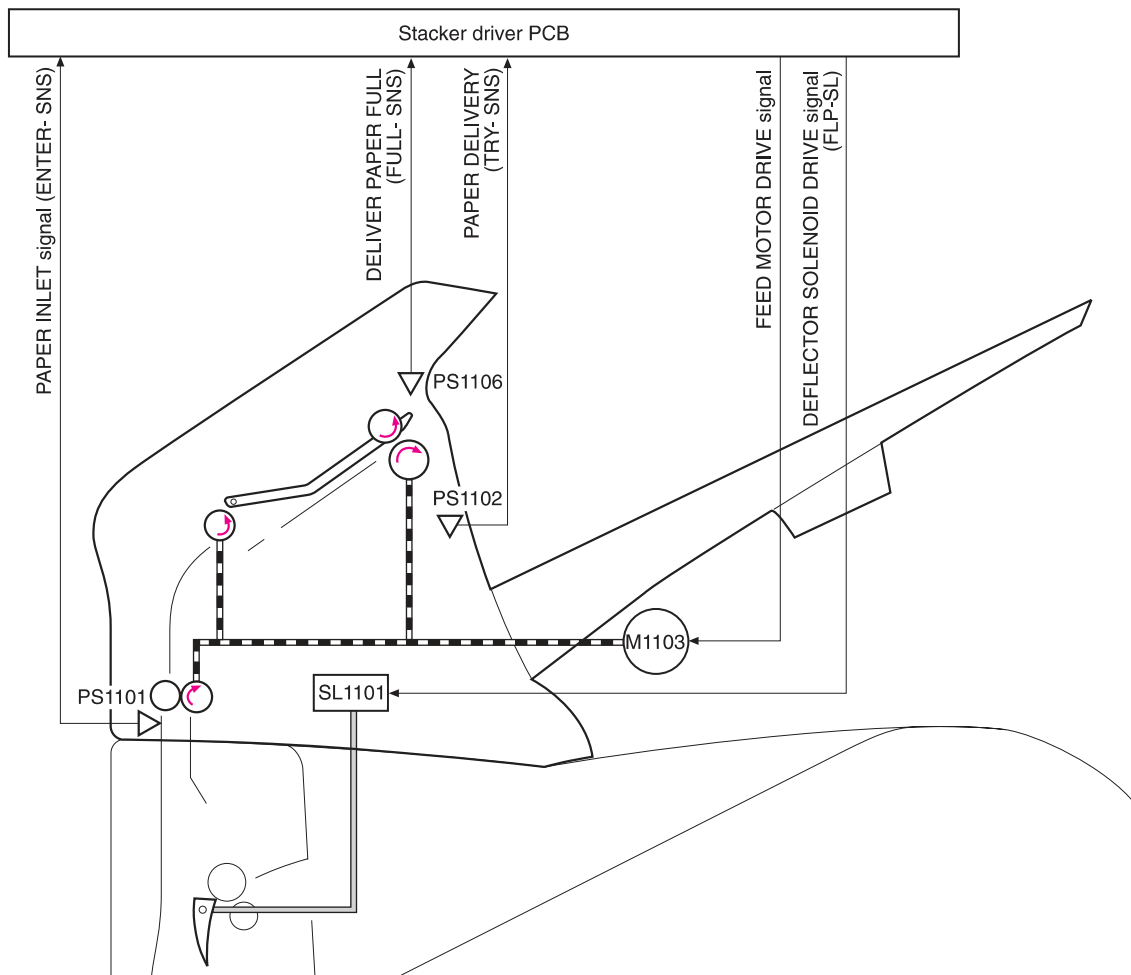 Stacker driver PCB
PAPER INLET signal (ENTER- SNS)
DELIVER PAPER FULL
(FULL- SNS)
PAPER DELIVERY
(TRY- SNS)
FEED MOTOR DRIVE signal
DEFLECTOR SOLENOID DRIVE signal
(FLP-SL)
PS1106
PS1102
M1103
PS1101
SL1101